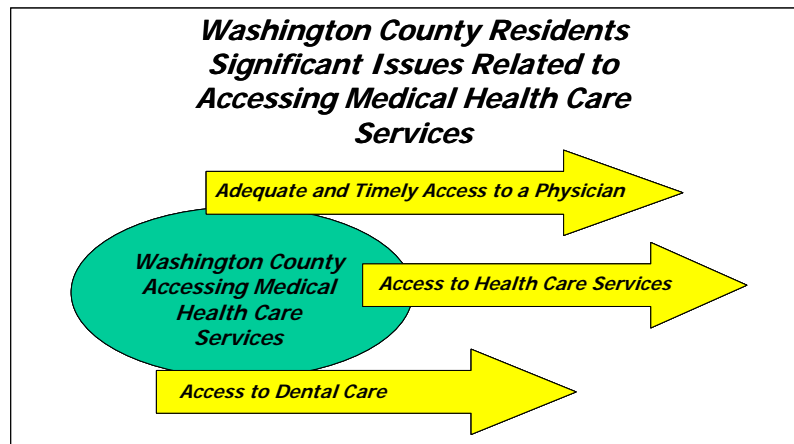 Washington County Residents
Significant Issues Related to
Accessing Medical Health Care
Services
Adequate and Timely Access to a Physician
Washington County
Accessing Medical
Health Care
Services
Access to Health Care Services
Access to Dental Care